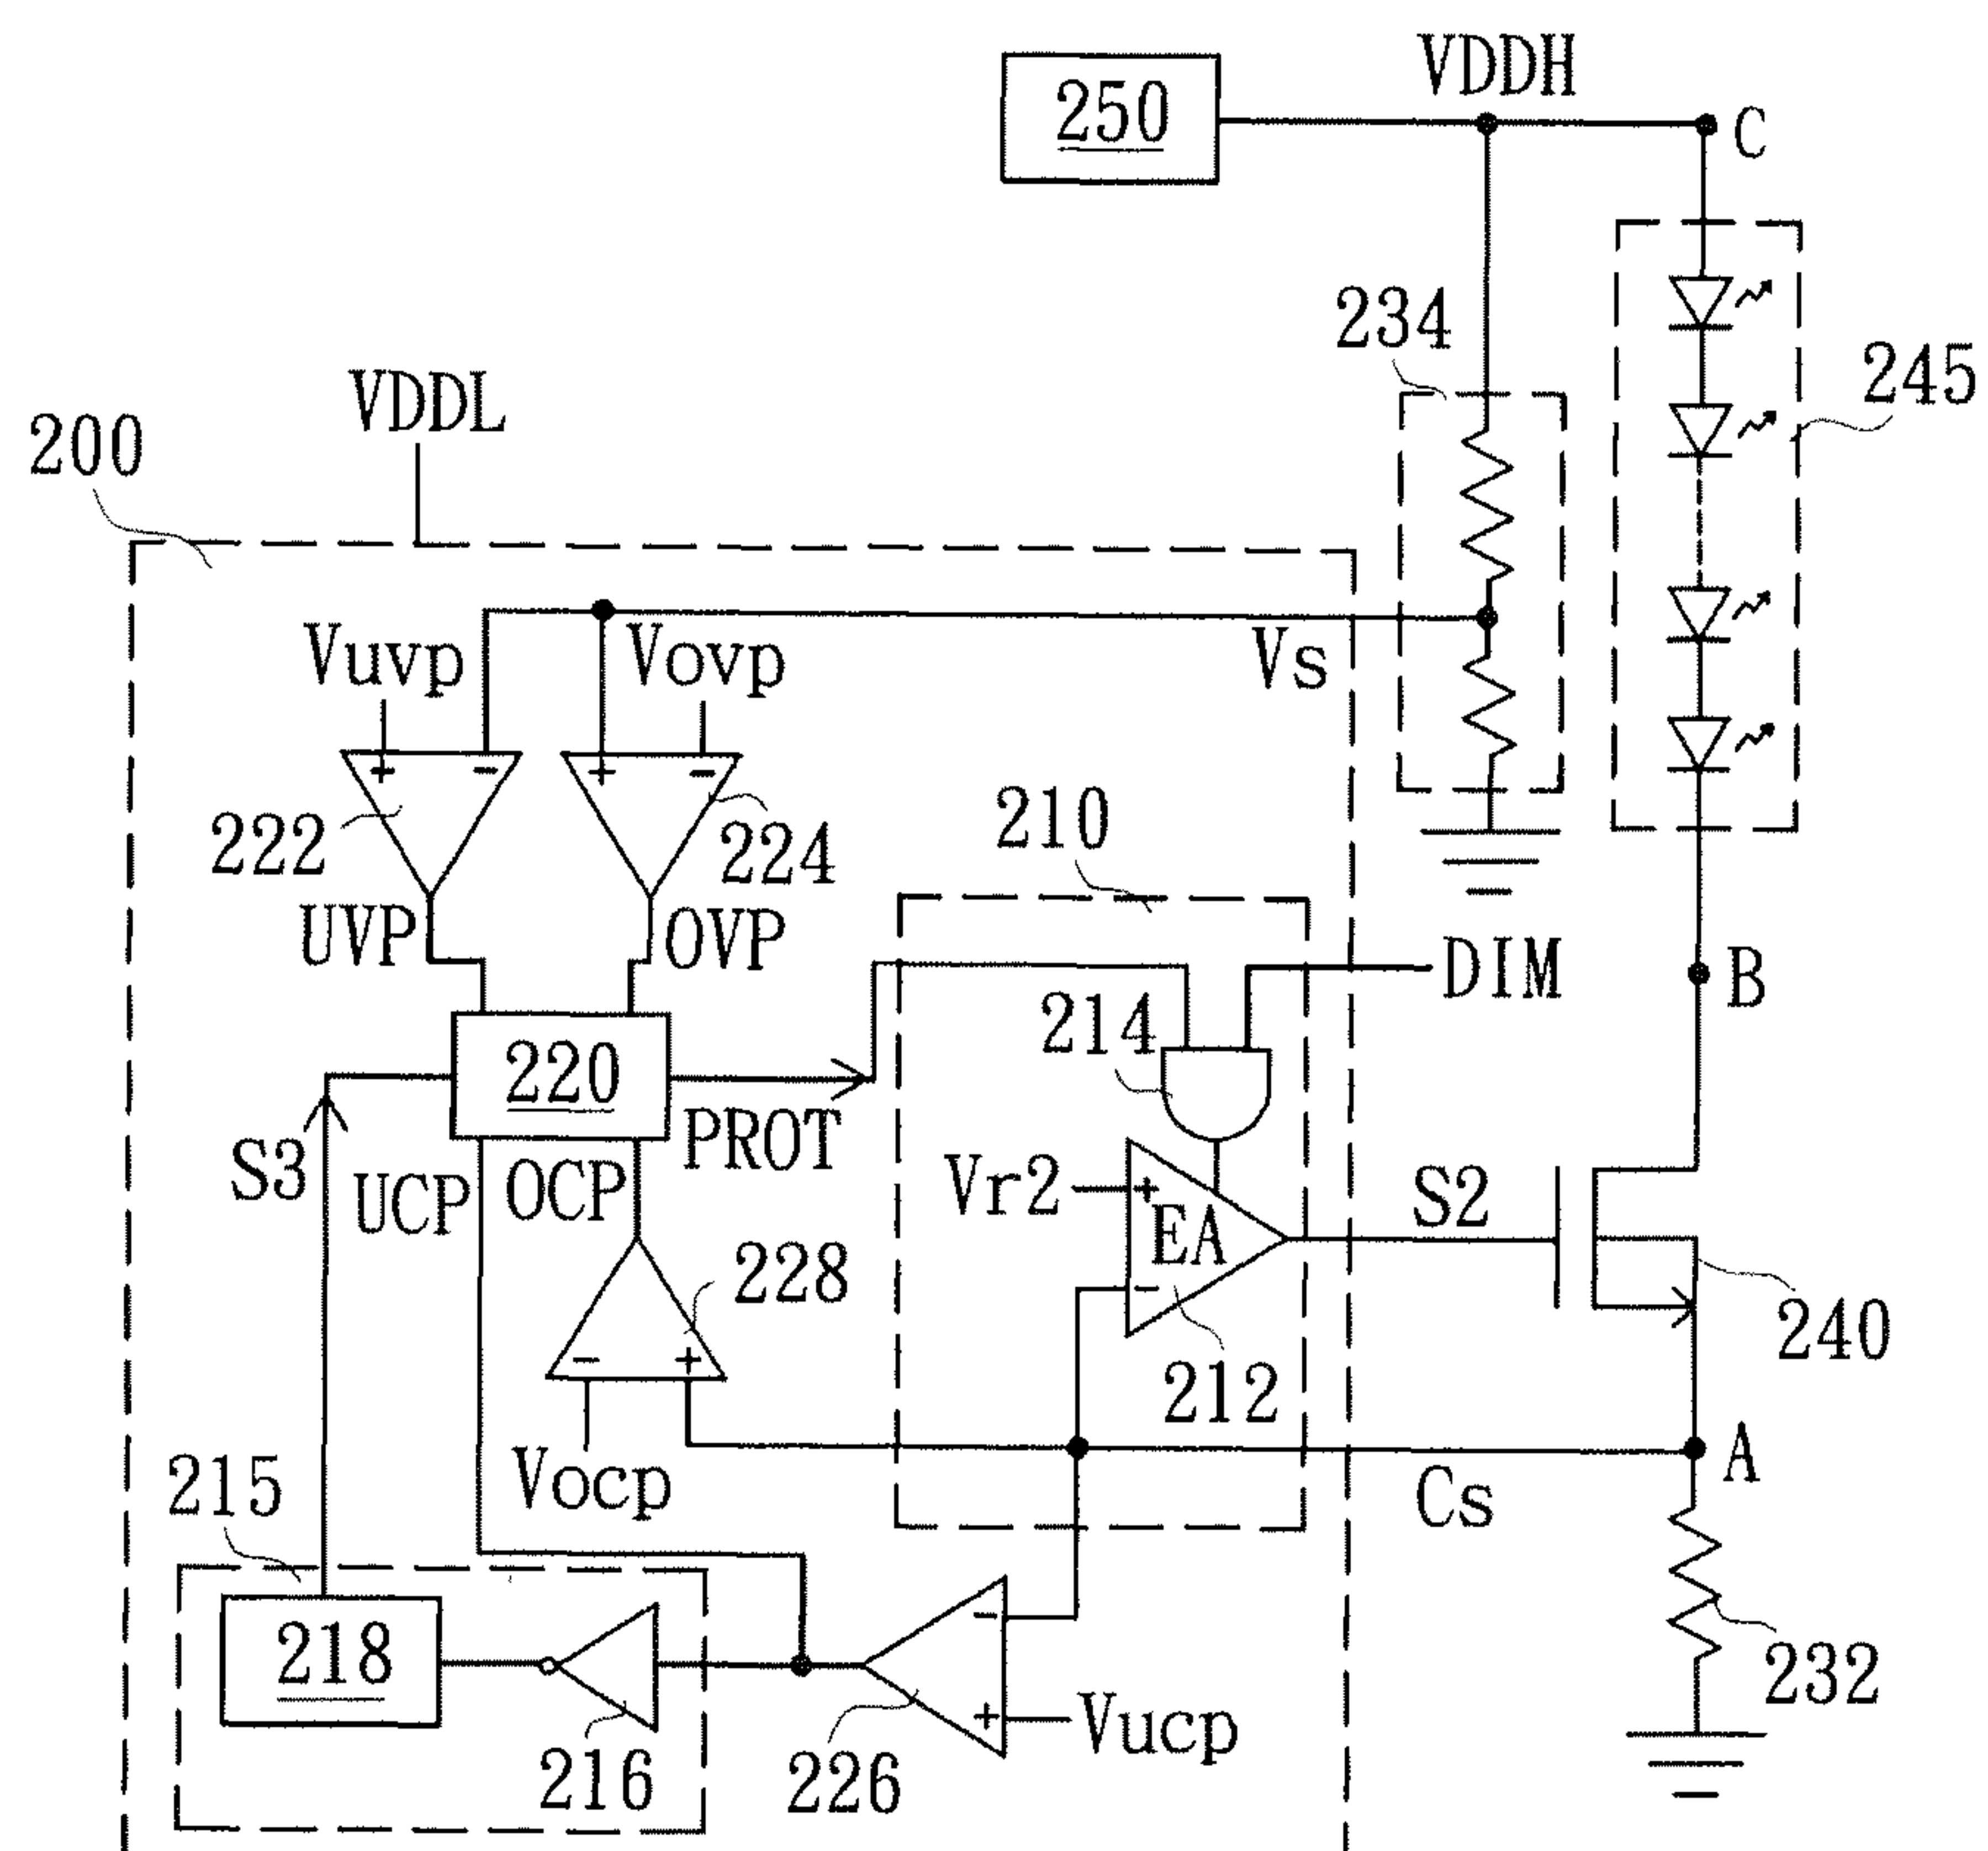 VDDH
250
C
234
245
VDDL
200
Vuvp
Vovp
Vs
+
-
+
-
222
224
210
UVP
OVP
DIM
B
214
220
PROT
S3
UCP
OCP
Vr2
+
EA
-
S2
228
240
212
-
+
Vocp
A
Cs
215
218
216
-
+
226
Vucp
232